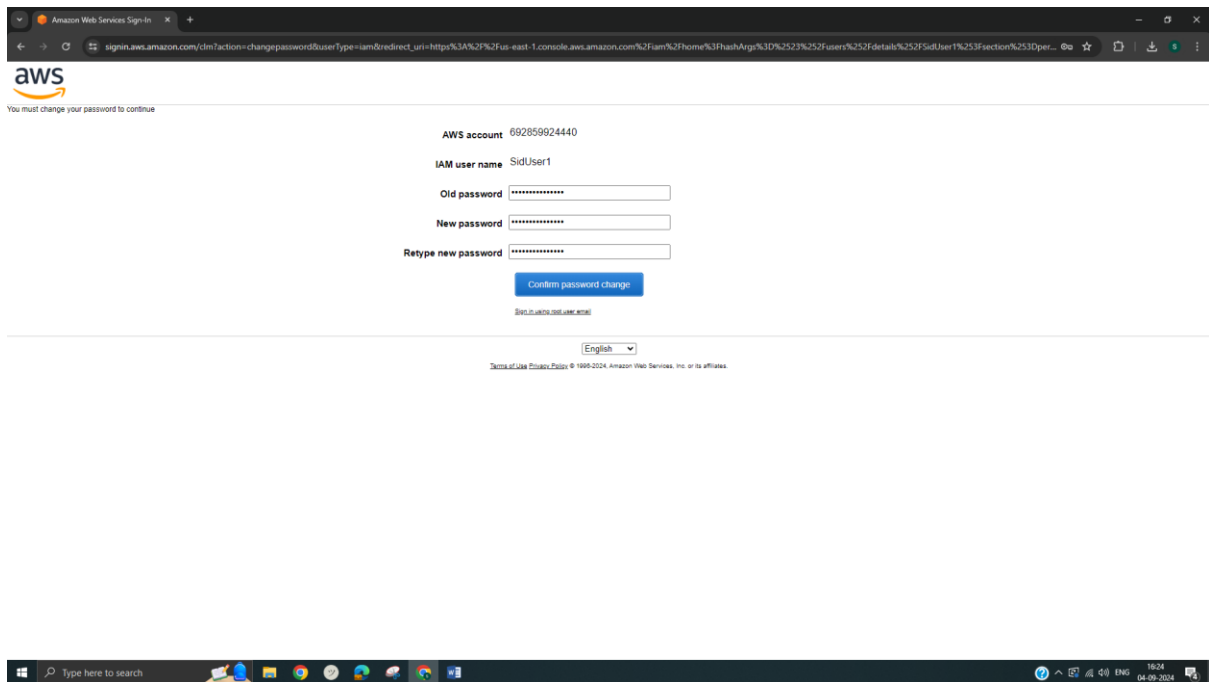 Amazon Web Services Sign-In
signin.aws.amazon.com/clm?action=changepassword&userType=iam&redirect_uri=https%3A%2F%2Fus-east-1.console.aws.amazon.com%2Fiam%2Fhome%3FhashArgs%3D%2523%252Fusers%252Fdetails%252FSidUser1%253Fsection%253Dper...
S
aws
You must change your password to continue
AWS account 692859924440
IAM user name SidUser1
Old password ••••••••••••••
New password ••••••••••••••
Retype new password ••••••••••••••
Confirm password change
Sign in using root user email
English
Terms of Use Privacy Policy © 1996-2024, Amazon Web Services, Inc. or its affiliates.
Type here to search
ENG
16:24
04-09-2024